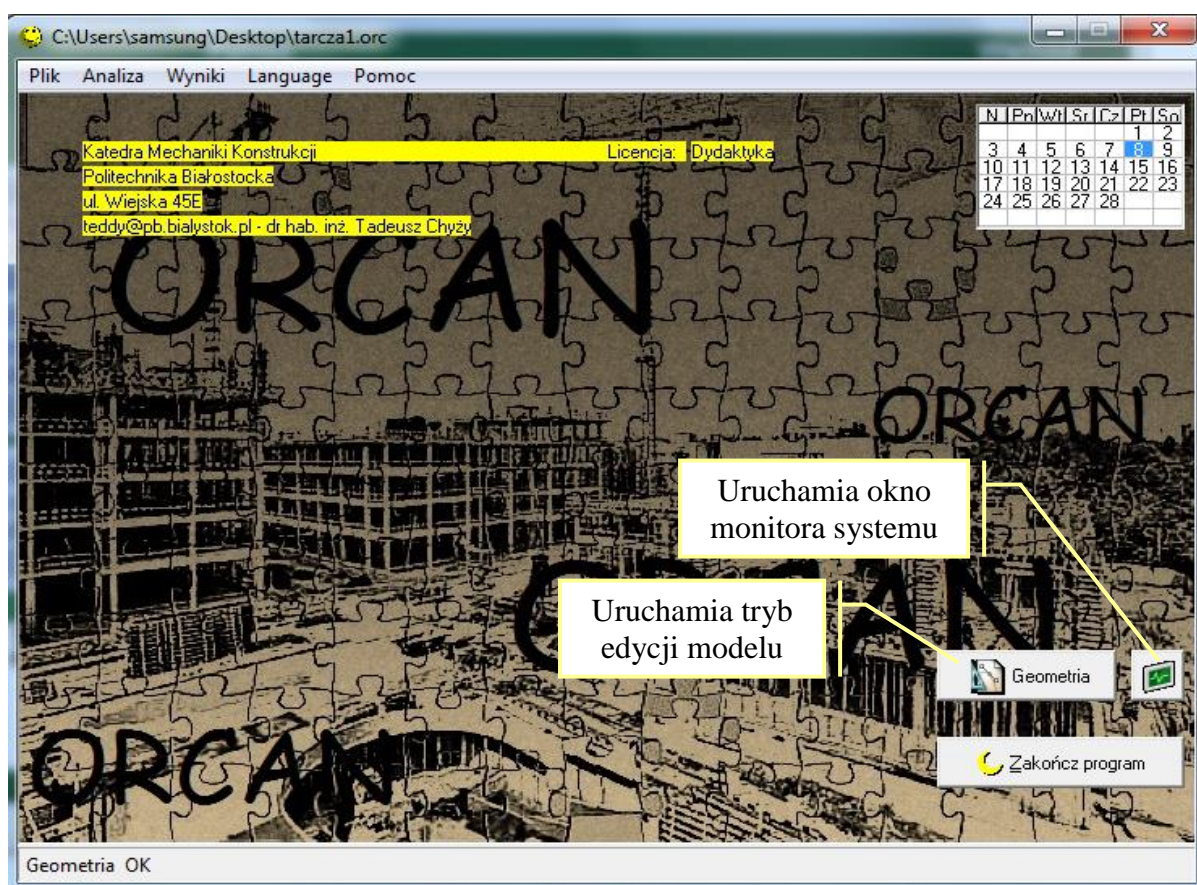 C:\Users\samsung\Desktop\tarcza1.orc
Plik Analiza Wyniki Language Pomoc
N Pn Wt Śr Cz Pt So
1 2
3 4 5 6 7 8 9
10 11 12 13 14 15 16
17 18 19 20 21 22 23
24 25 26 27 28
Katedra Mechaniki Konstrukcji Licencja: Dydaktyka
Politechnika Białostocka
ul. Wiejska 45E
teddy@pb.bialystok.pl - dr hab. inż. Tadeusz Chyży
ORCAN
ORCAN
Uruchamia okno
monitora systemu
ORCAN
Uruchamia tryb
edycji modelu
Geometria
ORCAN
Zakończ program
Geometria OK